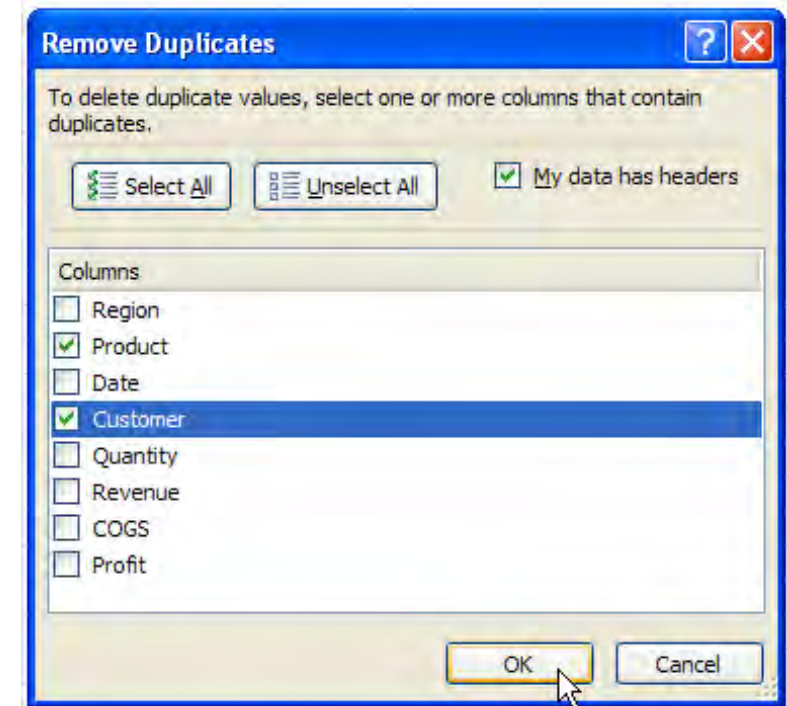 Remove Duplicates
To delete duplicate values, select one or more columns that contain
duplicates.
Select All
Unselect All
My data has headers
Columns
Region
Product
Date
Customer
Quantity
Revenue
COGS
Profit
OK
Cancel